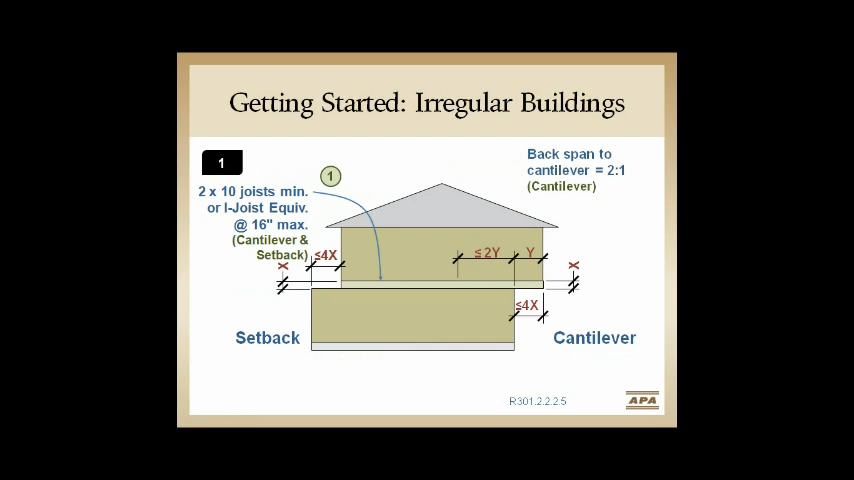 Getting Started: Irregular Buildings
1
1
2 x 10 joists min.
or I-Joist Equiv.
@ 16" max.
(Cantilever &
Setback)
Back span to
cantilever = 2:1
(Cantilever)
≤4X
X
≤ 2Y
Y
X
≤4X
Setback
Cantilever
R301.2.2.2.5
APA